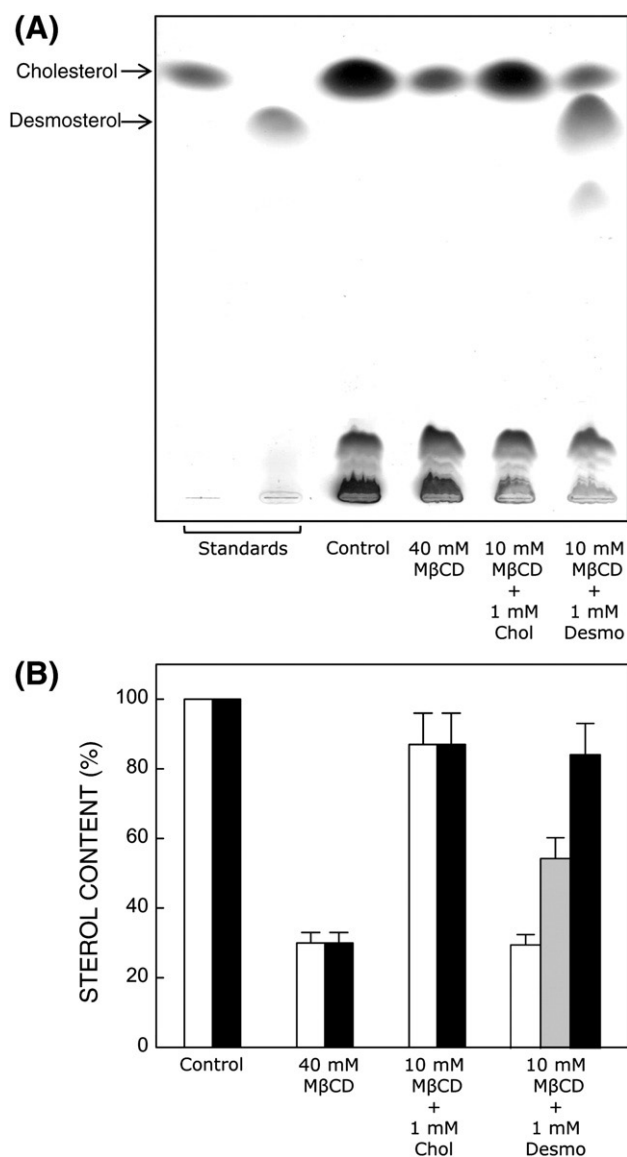 (A)
Cholesterol
Desmosterol
Standards
Control
40 mM
MβCD
10 mM
MβCD
+
1 mM
Chol
10 mM
MβCD
+
1 mM
Desmo
(B)
STEROL CONTENT (%)
100
80
60
40
20
0
Control
40 mM
MβCD
10 mM
MβCD
+
1 mM
Chol
10 mM
MβCD
+
1 mM
Desmo